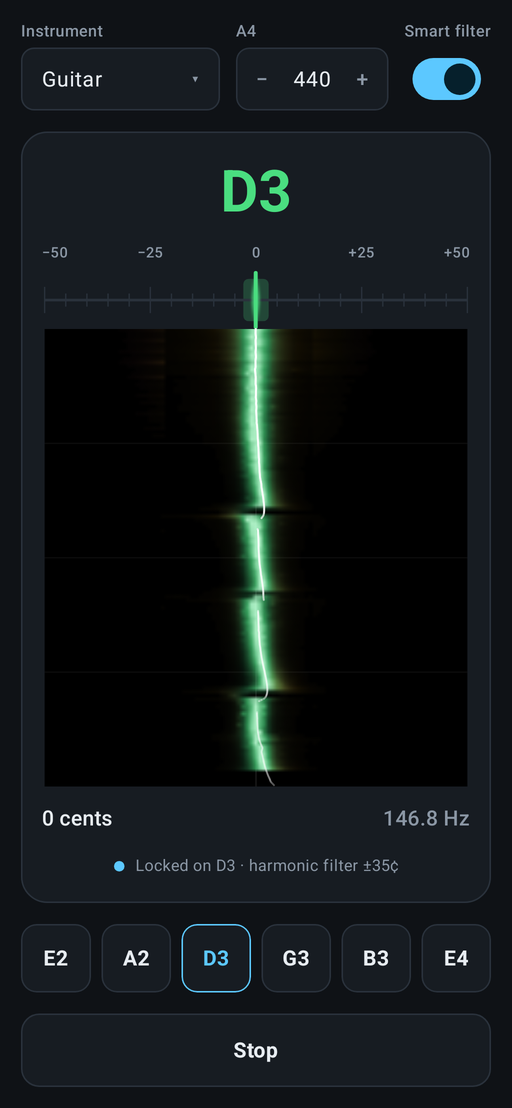 Instrument A4 Smart filter
Guitar ▾ − 440 +
D3
−50 −25 0 +25 +50
0 cents 146.8 Hz
Locked on D3 · harmonic filter ±35¢
E2 A2 D3 G3 B3 E4
Stop